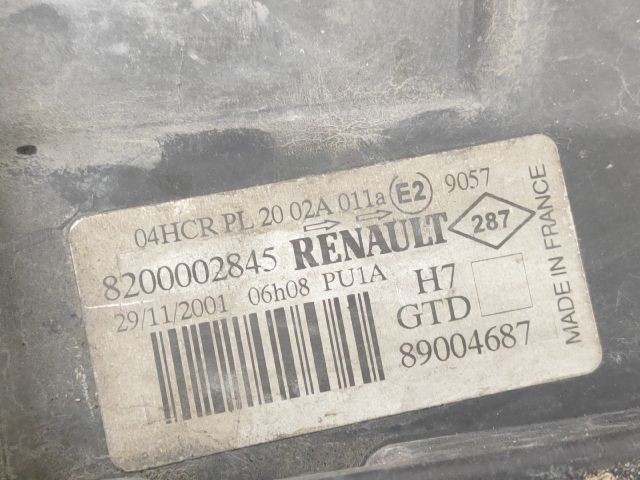 04HCR PL 20 02A 011a E2 9057
8200002845 RENAULT 287
29/11/2001 06h08 PU1A H7
GTD
89004687
MADE IN FRANCE